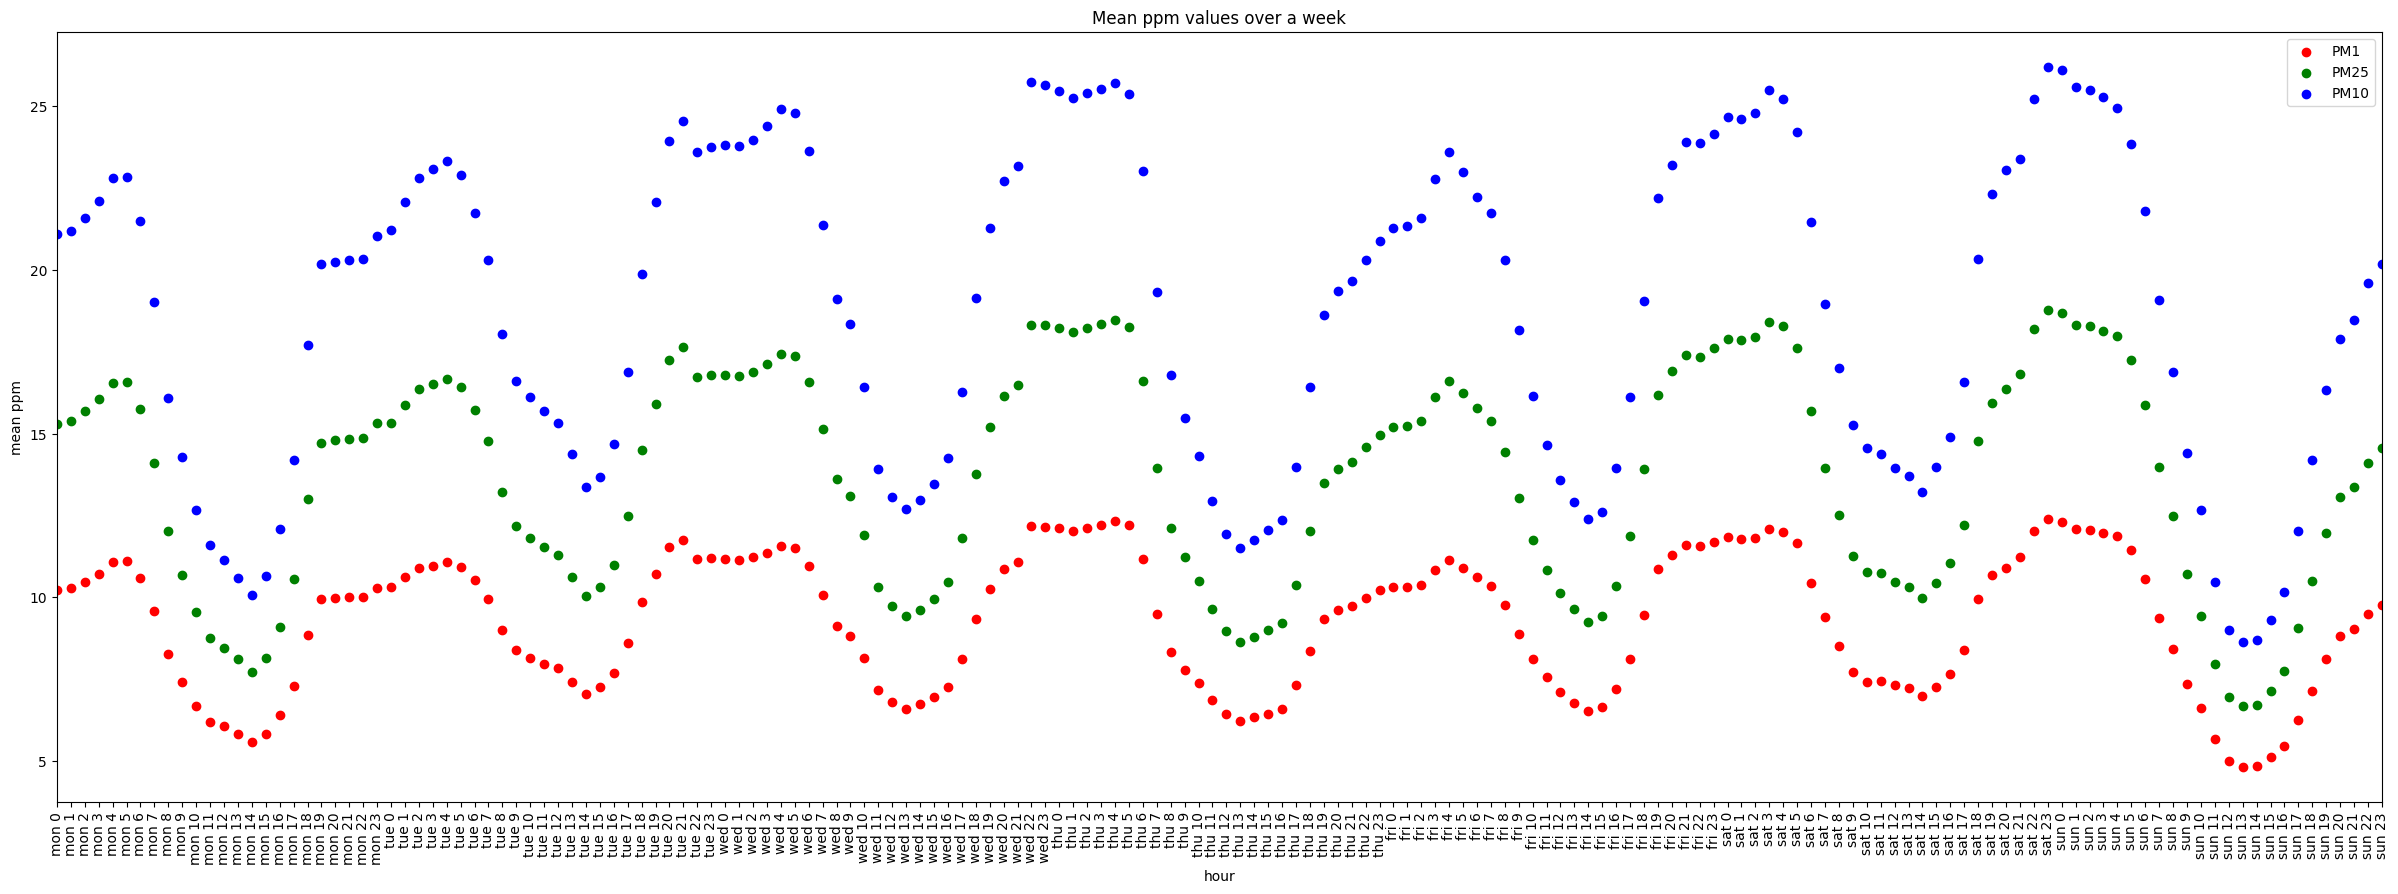 Mean ppm values over a week
PM1
PM25
PM10
mean ppm
25
20
15
10
5
mon 0
mon 1
mon 2
mon 3
mon 4
mon 5
mon 6
mon 7
mon 8
mon 9
mon 10
mon 11
mon 12
mon 13
mon 14
mon 15
mon 16
mon 17
mon 18
mon 19
mon 20
mon 21
mon 22
mon 23
tue 0
tue 1
tue 2
tue 3
tue 4
tue 5
tue 6
tue 7
tue 8
tue 9
tue 10
tue 11
tue 12
tue 13
tue 14
tue 15
tue 16
tue 17
tue 18
tue 19
tue 20
tue 21
tue 22
tue 23
wed 0
wed 1
wed 2
wed 3
wed 4
wed 5
wed 6
wed 7
wed 8
wed 9
wed 10
wed 11
wed 12
wed 13
wed 14
wed 15
wed 16
wed 17
wed 18
wed 19
wed 20
wed 21
wed 22
wed 23
thu 0
thu 1
thu 2
thu 3
thu 4
thu 5
thu 6
thu 7
thu 8
thu 9
thu 10
thu 11
thu 12
thu 13
thu 14
thu 15
thu 16
thu 17
thu 18
thu 19
thu 20
thu 21
thu 22
thu 23
fri 0
fri 1
fri 2
fri 3
fri 4
fri 5
fri 6
fri 7
fri 8
fri 9
fri 10
fri 11
fri 12
fri 13
fri 14
fri 15
fri 16
fri 17
fri 18
fri 19
fri 20
fri 21
fri 22
fri 23
sat 0
sat 1
sat 2
sat 3
sat 4
sat 5
sat 6
sat 7
sat 8
sat 9
sat 10
sat 11
sat 12
sat 13
sat 14
sat 15
sat 16
sat 17
sat 18
sat 19
sat 20
sat 21
sat 22
sat 23
sun 0
sun 1
sun 2
sun 3
sun 4
sun 5
sun 6
sun 7
sun 8
sun 9
sun 10
sun 11
sun 12
sun 13
sun 14
sun 15
sun 16
sun 17
sun 18
sun 19
sun 20
sun 21
sun 22
sun 23
hour